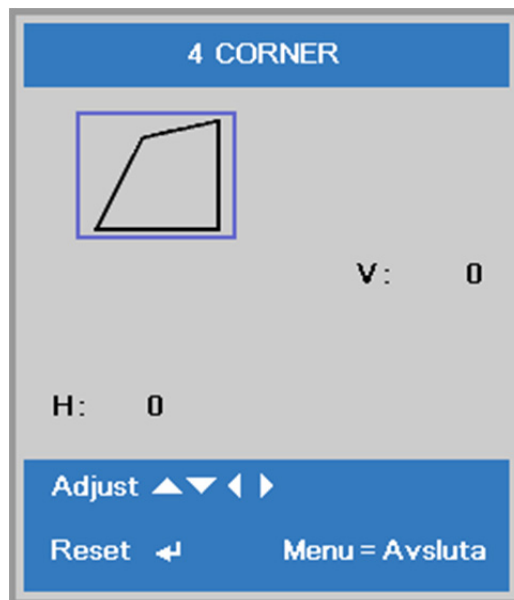 4 CORNER
V: 0
H: 0
Adjust
Reset Menu = Avsluta